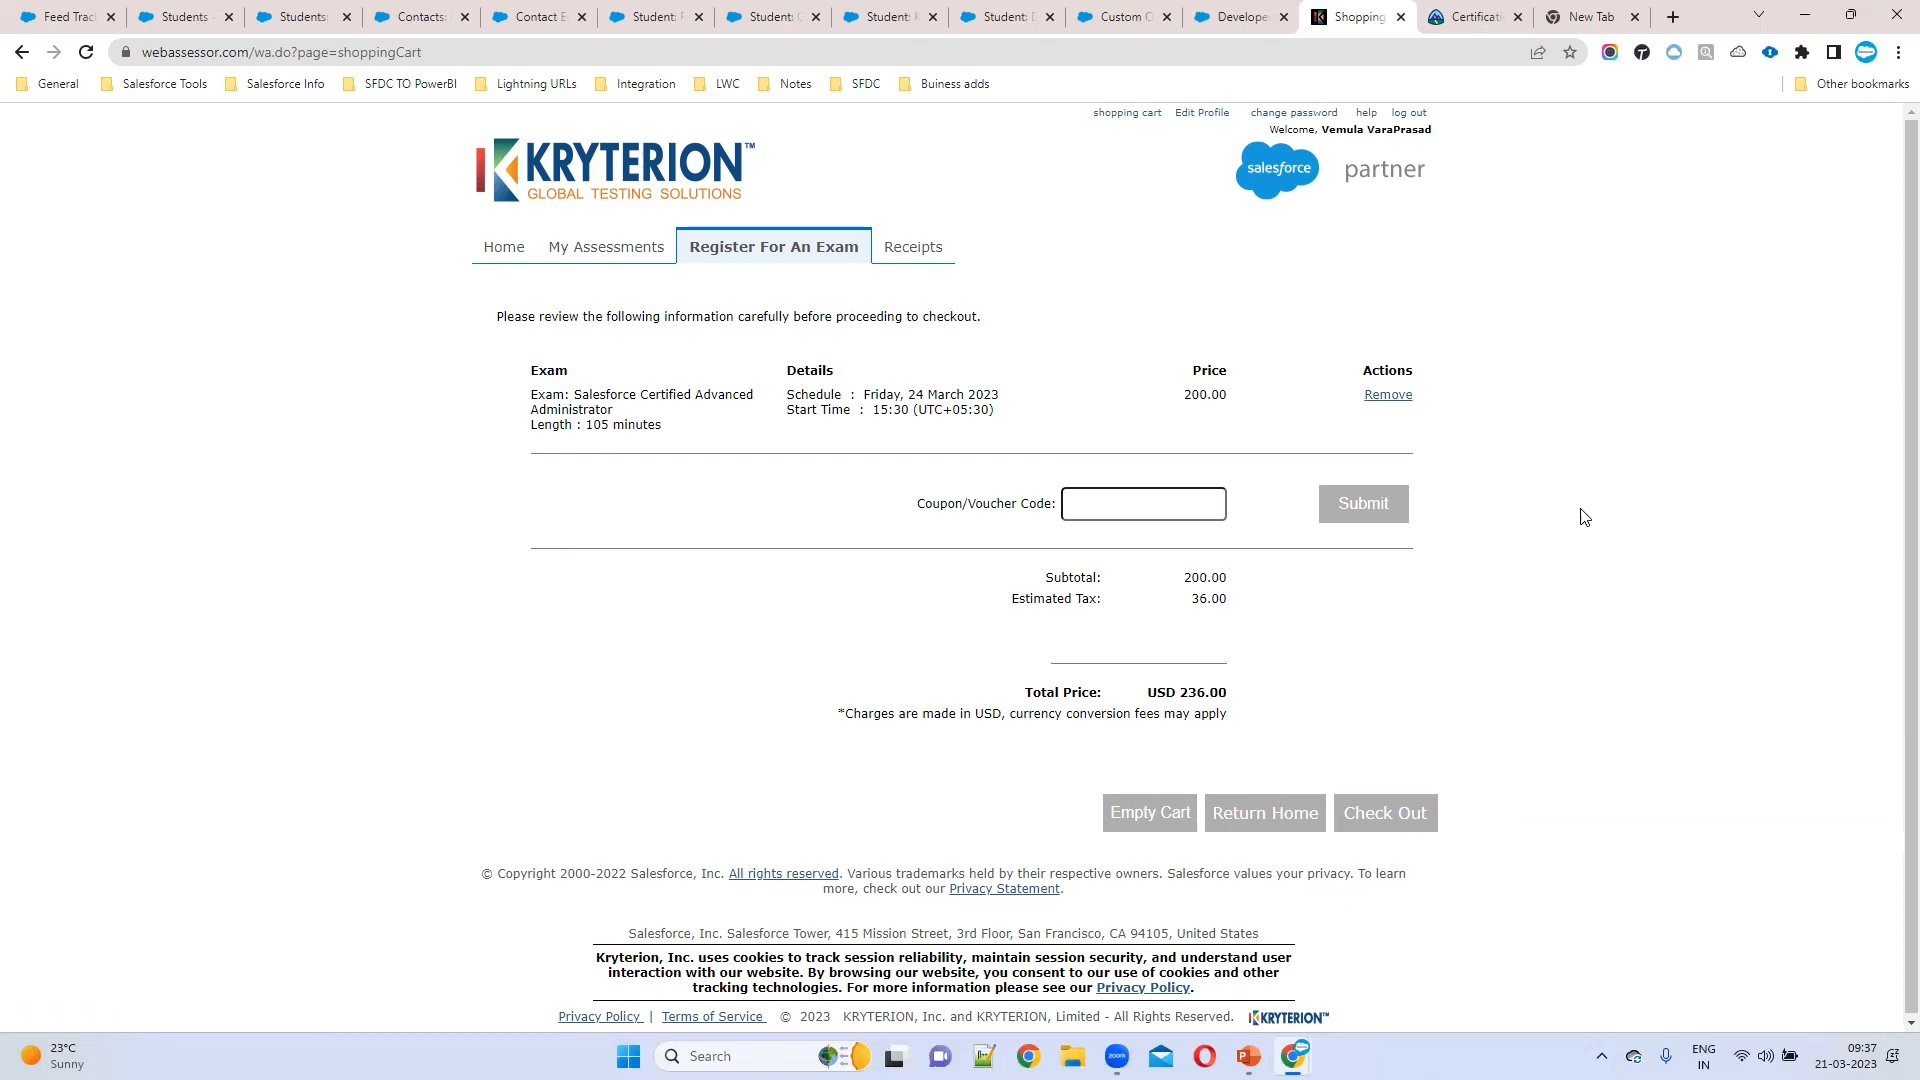 Feed Trac
Students -
Students:
Contacts:
Contact E
Student:
Student:
Student:
Student:
Custom O
Develope
Shopping
Certificati
New Tab
webassessor.com/wa.do?page=shoppingCart
General
Salesforce Tools
Salesforce Info
SFDC TO PowerBI
Lightning URLs
Integration
LWC
Notes
SFDC
Buiness adds
Other bookmarks
shopping cart Edit Profile change password help log out
Welcome, Vemula VaraPrasad
KRYTERION™
GLOBAL TESTING SOLUTIONS
salesforce
partner
Home My Assessments Register For An Exam Receipts
Please review the following information carefully before proceeding to checkout.
Exam Details Price Actions
Exam: Salesforce Certified Advanced
Administrator
Length : 105 minutes
Schedule : Friday, 24 March 2023
Start Time : 15:30 (UTC+05:30)
200.00
Remove
Coupon/Voucher Code:
Submit
Subtotal: 200.00
Estimated Tax: 36.00
Total Price: USD 236.00
*Charges are made in USD, currency conversion fees may apply
Empty Cart
Return Home
Check Out
© Copyright 2000-2022 Salesforce, Inc. All rights reserved. Various trademarks held by their respective owners. Salesforce values your privacy. To learn
more, check out our Privacy Statement.
Salesforce, Inc. Salesforce Tower, 415 Mission Street, 3rd Floor, San Francisco, CA 94105, United States
Kryterion, Inc. uses cookies to track session reliability, maintain session security, and understand user
interaction with our website. By browsing our website, you consent to our use of cookies and other
tracking technologies. For more information please see our Privacy Policy.
Privacy Policy | Terms of Service © 2023 KRYTERION, Inc. and KRYTERION, Limited - All Rights Reserved. KRYTERION™
23°C
Sunny
Search
zoom
ENG
IN
09:37
21-03-2023